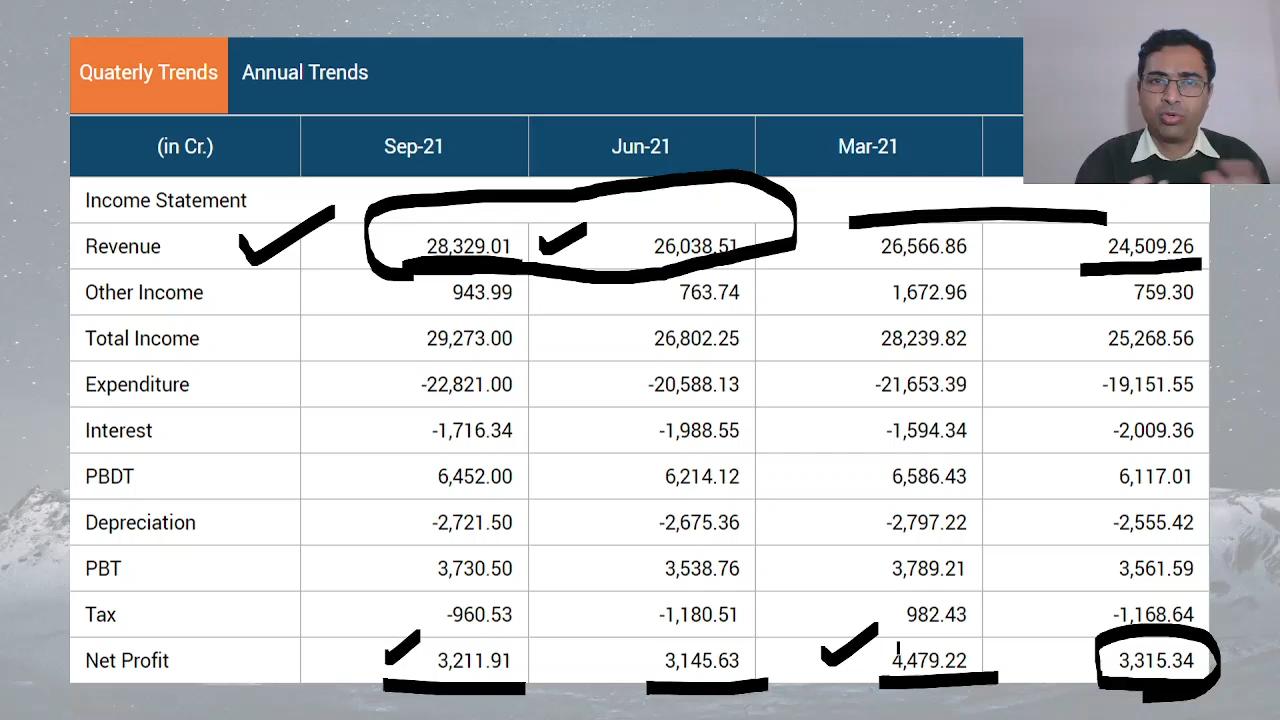 Quaterly Trends Annual Trends
(in Cr.) Sep-21 Jun-21 Mar-21
Income Statement
Revenue 28,329.01 26,038.51 26,566.86 24,509.26
Other Income 943.99 763.74 1,672.96 759.30
Total Income 29,273.00 26,802.25 28,239.82 25,268.56
Expenditure -22,821.00 -20,588.13 -21,653.39 -19,151.55
Interest -1,716.34 -1,988.55 -1,594.34 -2,009.36
PBDT 6,452.00 6,214.12 6,586.43 6,117.01
Depreciation -2,721.50 -2,675.36 -2,797.22 -2,555.42
PBT 3,730.50 3,538.76 3,789.21 3,561.59
Tax -960.53 -1,180.51 982.43 -1,168.64
Net Profit 3,211.91 3,145.63 4,479.22 3,315.34